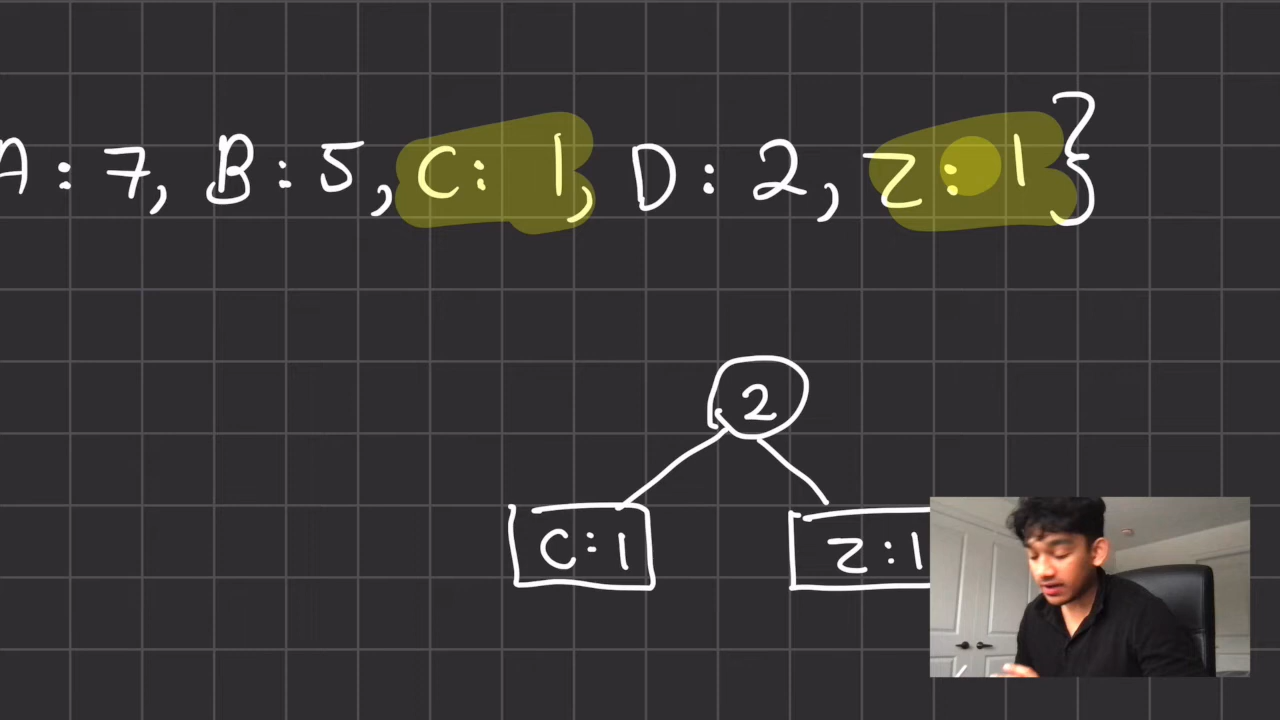 A : 7, B : 5, C : 1, D : 2, Z : 1 }
2
C : 1
Z : 1